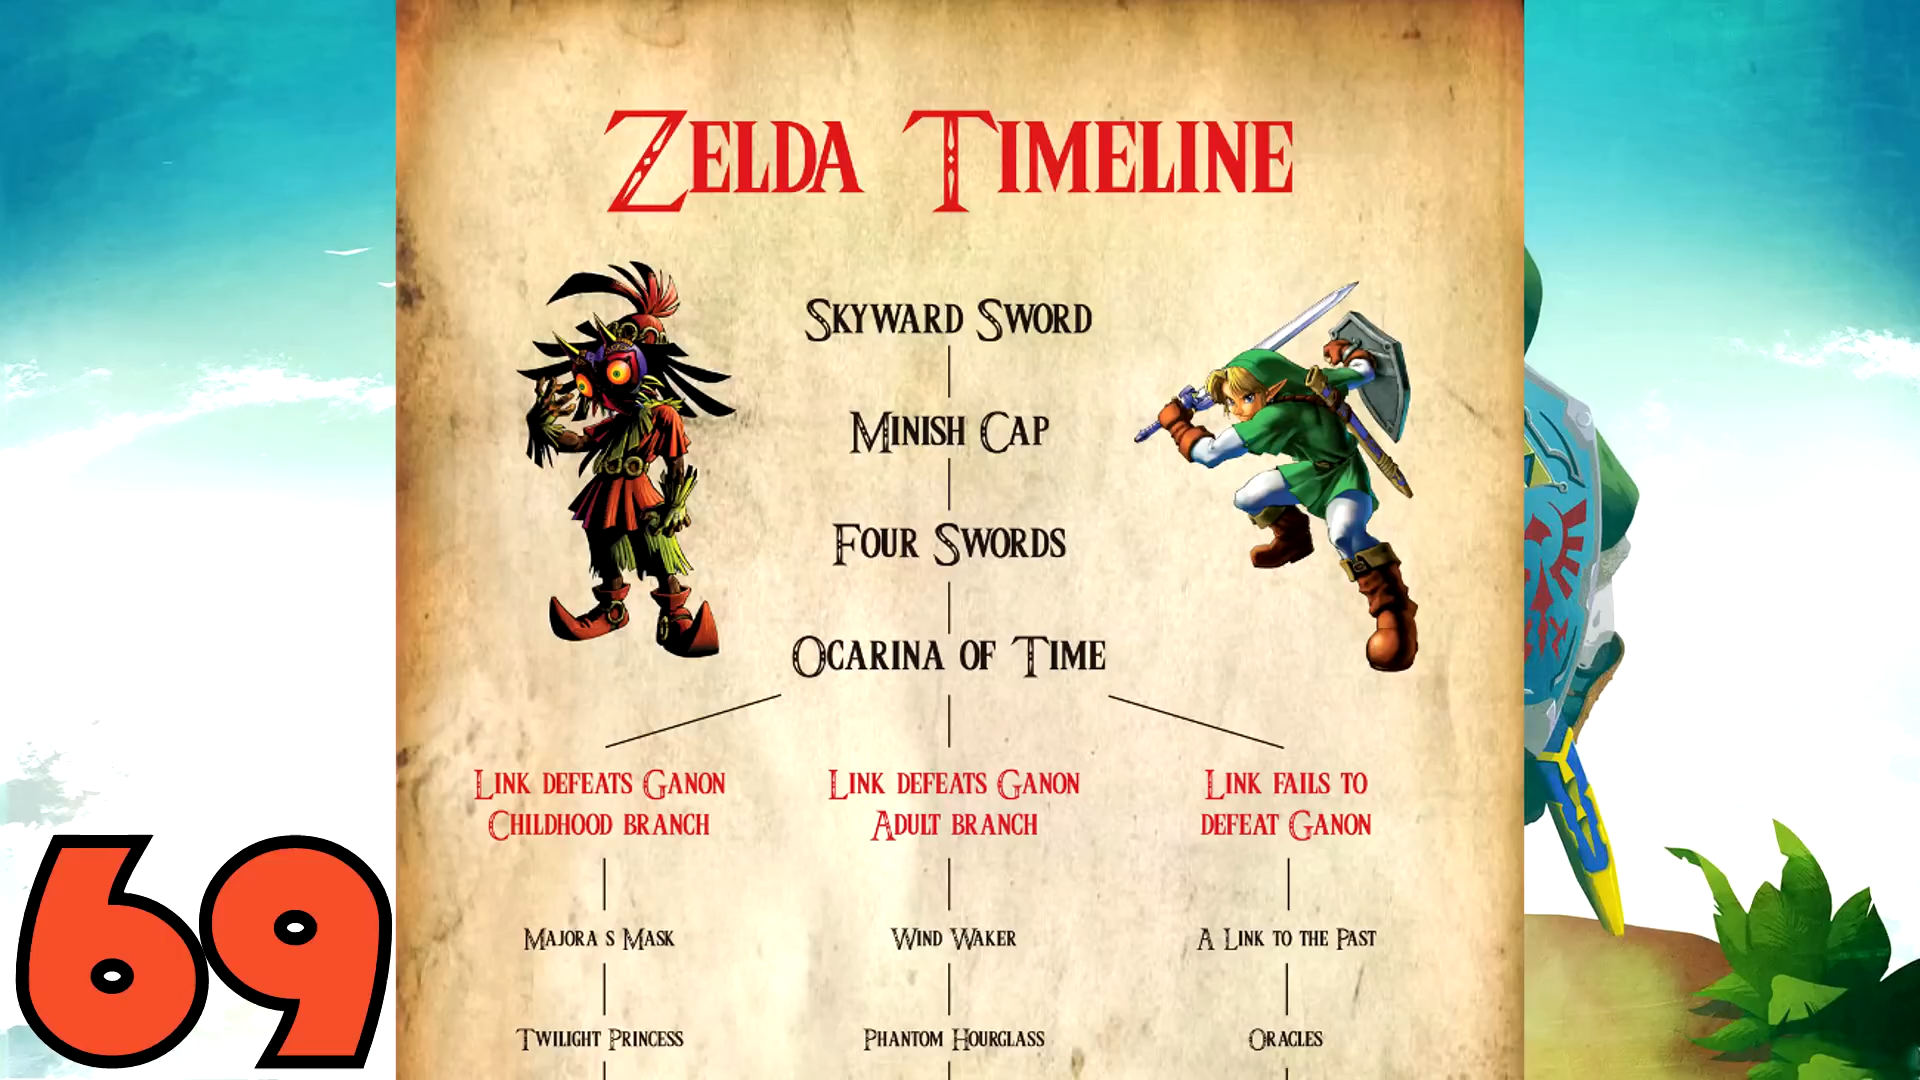 Zelda Timeline
Skyward Sword
Minish Cap
Four Swords
Ocarina of Time
Link defeats Ganon
Childhood branch
Link defeats Ganon
Adult branch
Link fails to
defeat Ganon
Majora s Mask
Wind Waker
A Link to the Past
Twilight Princess
Phantom Hourglass
Oracles
69